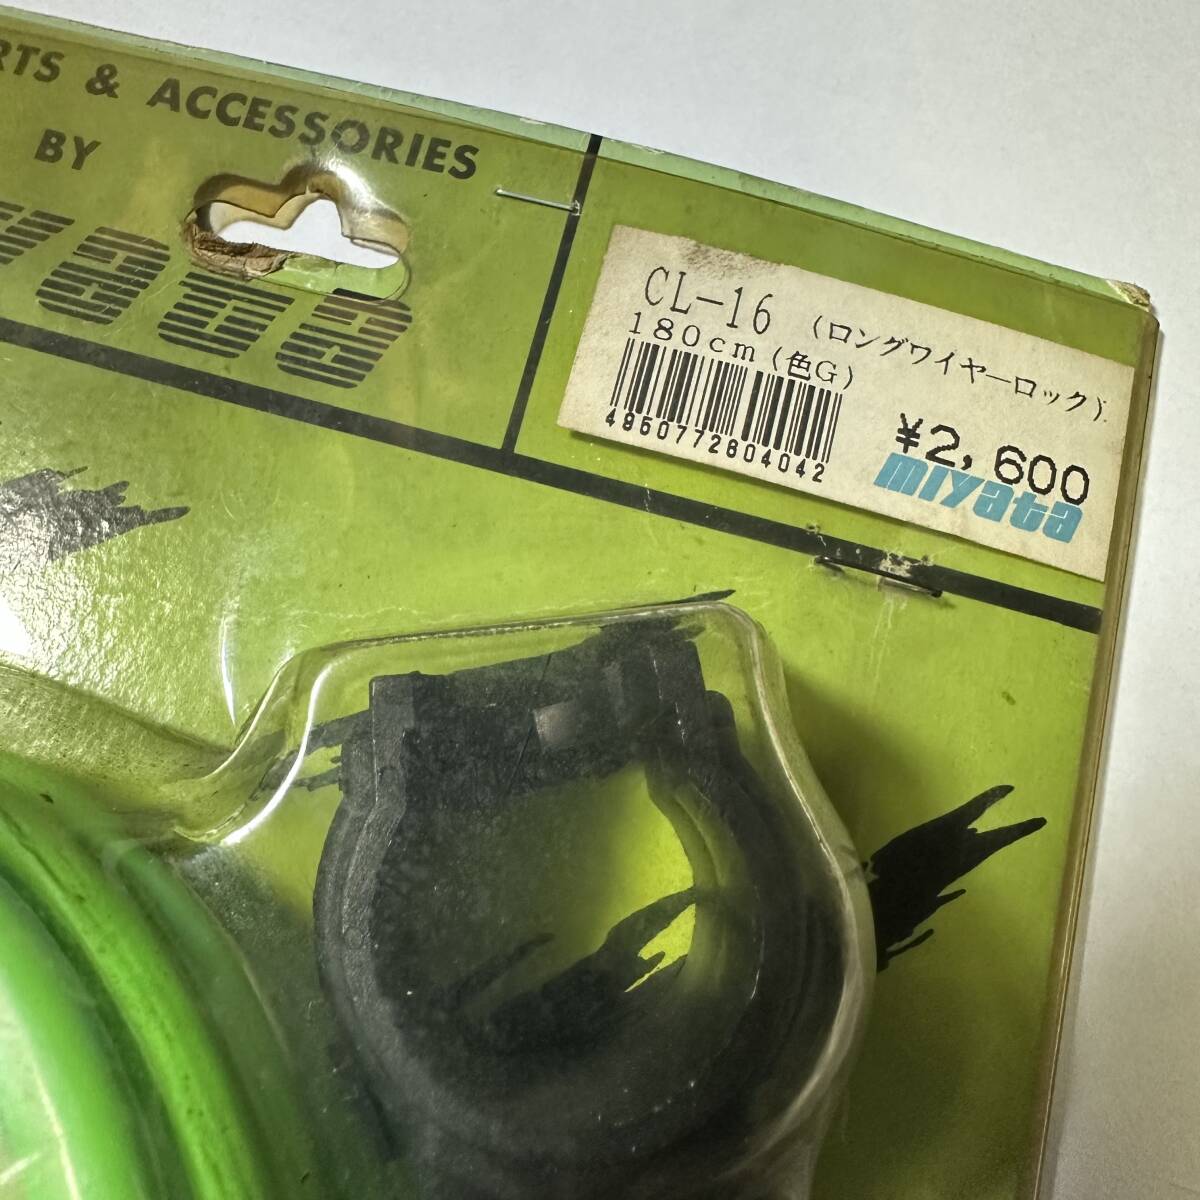 & ACCESSORIES
BY
CL-16 (ロングワイヤーロック)
180cm(色G)
4960772804042
¥2,600
miyata